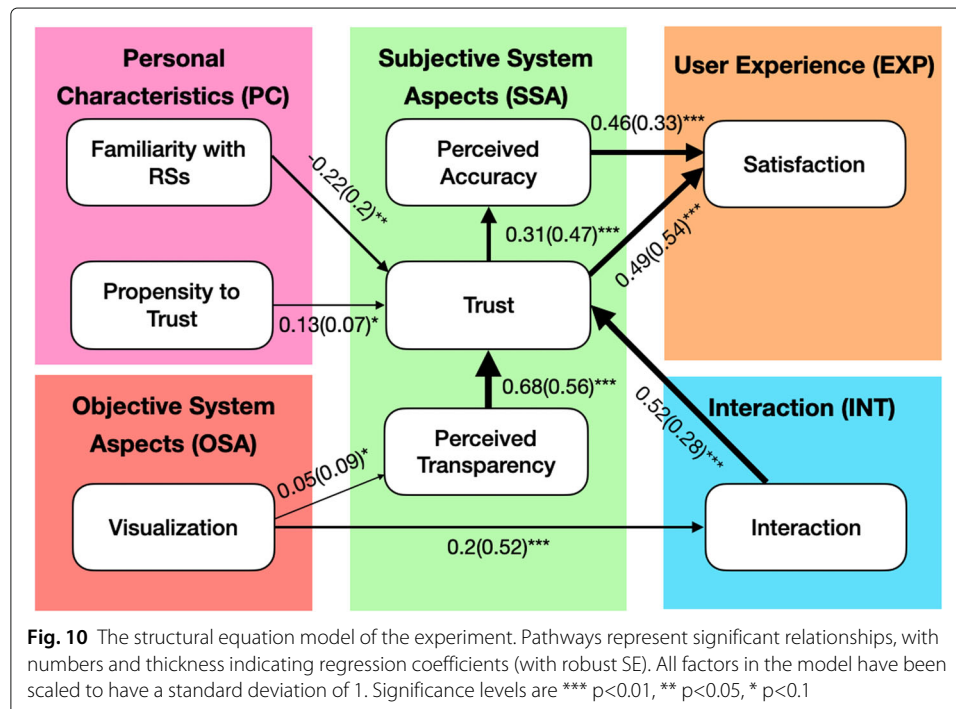 Personal
Characteristics (PC)
Familiarity with
RSs
Propensity to
Trust
-0.22(0.2)**
0.13(0.07)*
Subjective System
Aspects (SSA)
Perceived
Accuracy
0.31(0.47)***
Trust
0.68(0.56)***
Perceived
Transparency
User Experience (EXP)
0.46(0.33)***
Satisfaction
0.49(0.54)***
Objective System
Aspects (OSA)
0.05(0.09)*
Visualization
0.2(0.52)***
Interaction (INT)
0.52(0.28)***
Interaction
Fig. 10 The structural equation model of the experiment. Pathways represent significant relationships, with
numbers and thickness indicating regression coefficients (with robust SE). All factors in the model have been
scaled to have a standard deviation of 1. Significance levels are *** p<0.01, ** p<0.05, * p<0.1